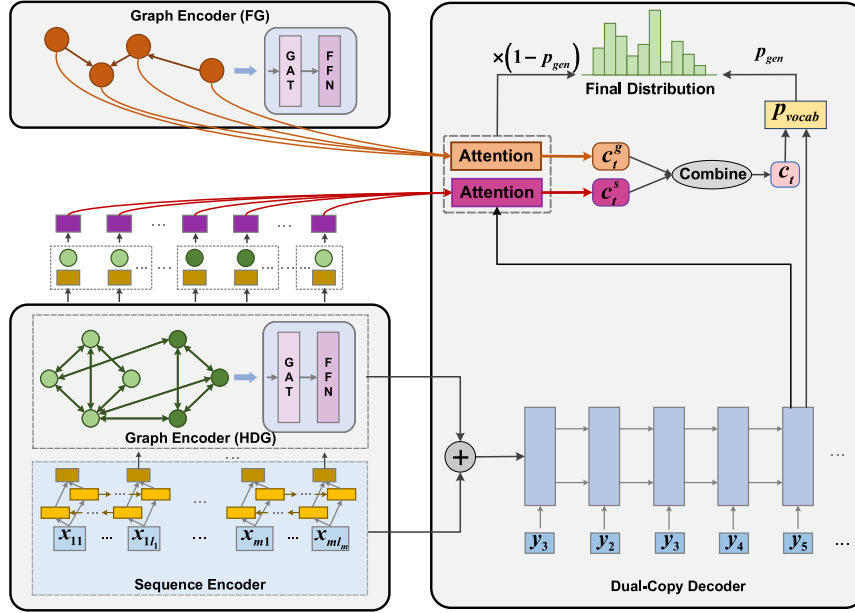 Graph Encoder (FG)
G
A
T
F
F
N
×(1 − p_gen)
Final Distribution
p_gen
p_vocab
Attention
c_t^g
Attention
c_t^s
Combine
c_t
...
...
...
...
...
...
G
A
T
F
F
N
Graph Encoder (HDG)
...
...
...
...
x_11
...
x_1l_1
...
x_m1
...
x_ml_m
Sequence Encoder
+
...
y_3
y_2
y_3
y_4
y_5
...
Dual-Copy Decoder